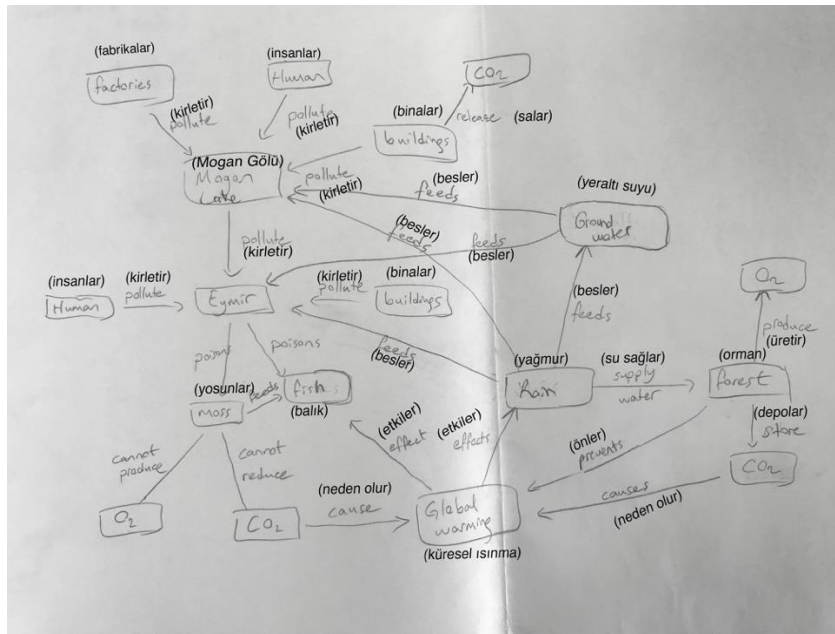 (fabrikalar)
factories
(insanlar)
Human
CO2
(kirletir)
pollute
pollute
(kirletir)
(binalar)
buildings
release (salar)
(Mogan Gölü)
Mogan
Lake
pollute
(kirletir)
(besler)
feeds
(yeraltı suyu)
Ground
water
(besler)
feeds
pollute
(kirletir)
feeds
(besler)
(insanlar)
Human
(kirletir)
pollute
Eymir
(kirletir)
pollute
(binalar)
buildings
(besler)
feeds
O2
produce
(üretir)
poisons
poisons
feeds
(besler)
(yağmur)
Rain
(su sağlar)
supply
water
(orman)
forest
(yosunlar)
moss
feeds
fish
(balık)
(etkiler)
effect
(etkiler)
effects
(önler)
prevents
(depolar)
store
CO2
cannot
produce
cannot
reduce
O2
CO2
(neden olur)
cause
Global
warming
(küresel ısınma)
causes
(neden olur)